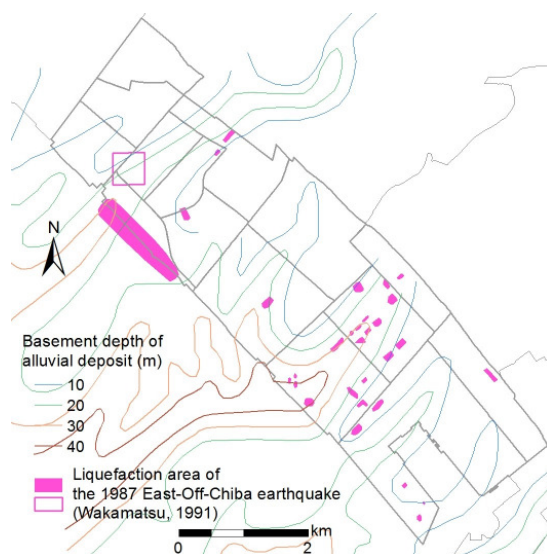 N
Basement depth of
alluvial deposit (m)
10
20
30
40
Liquefaction area of
the 1987 East-Off-Chiba earthquake
(Wakamatsu, 1991)
km
0 2